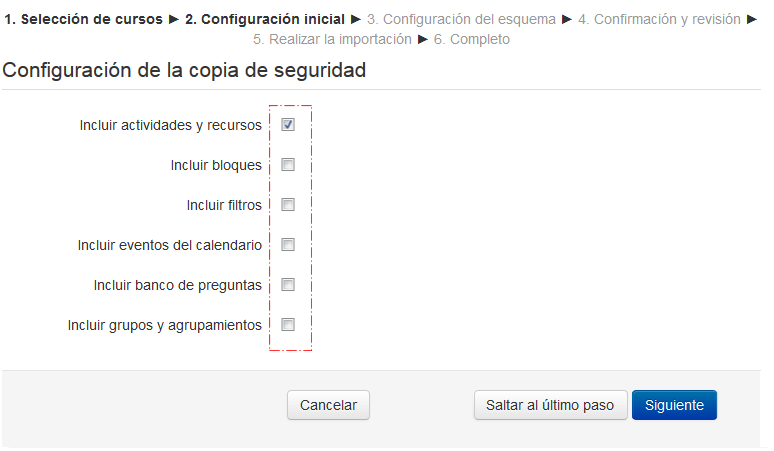 1. Selección de cursos ► 2. Configuración inicial ► 3. Configuración del esquema ► 4. Confirmación y revisión ►
5. Realizar la importación ► 6. Completo
Configuración de la copia de seguridad
Incluir actividades y recursos
Incluir bloques
Incluir filtros
Incluir eventos del calendario
Incluir banco de preguntas
Incluir grupos y agrupamientos
Cancelar Saltar al último paso Siguiente